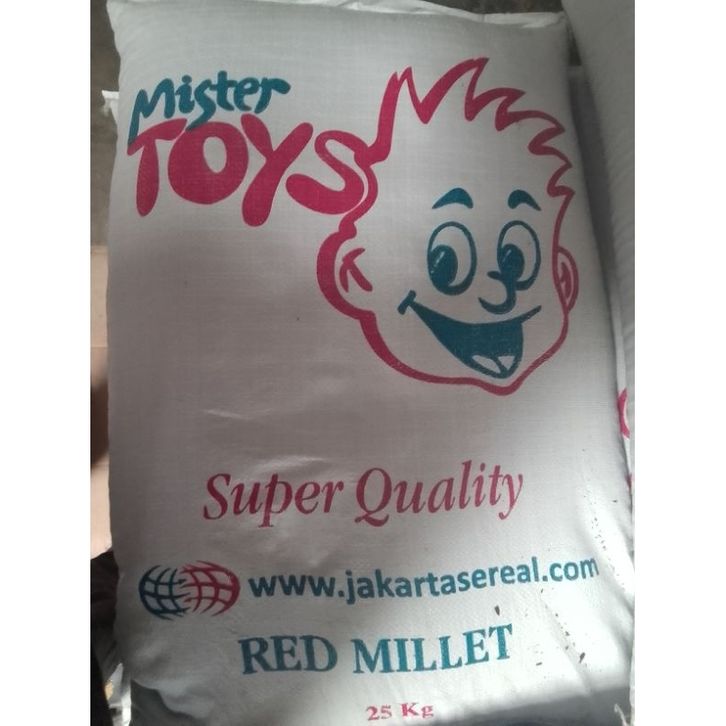 Mister
TOYS
Super Quality
www.jakartasereal.com
RED MILLET
25 Kg